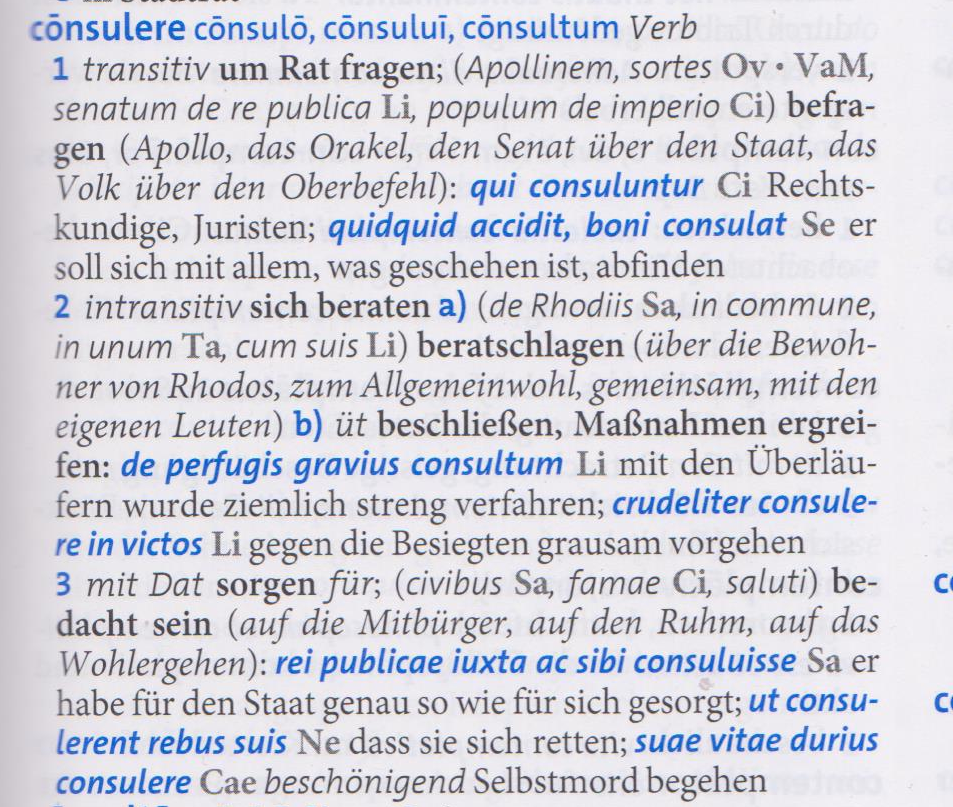 cōnsulere cōnsulō, cōnsuluī, cōnsultum Verb
1 transitiv um Rat fragen; (Apollinem, sortes Ov · VaM,
senatum de re publica Li, populum de imperio Ci) befra-
gen (Apollo, das Orakel, den Senat über den Staat, das
Volk über den Oberbefehl): qui consuluntur Ci Rechts-
kundige, Juristen; quidquid accidit, boni consulat Se er
soll sich mit allem, was geschehen ist, abfinden
2 intransitiv sich beraten a) (de Rhodiis Sa, in commune,
in unum Ta, cum suis Li) beratschlagen (über die Bewoh-
ner von Rhodos, zum Allgemeinwohl, gemeinsam, mit den
eigenen Leuten) b) üt beschließen, Maßnahmen ergrei-
fen: de perfugis gravius consultum Li mit den Überläu-
fern wurde ziemlich streng verfahren; crudeliter consule-
re in victos Li gegen die Besiegten grausam vorgehen
3 mit Dat sorgen für; (civibus Sa, famae Ci, saluti) be-
dacht sein (auf die Mitbürger, auf den Ruhm, auf das
Wohlergehen): rei publicae iuxta ac sibi consuluisse Sa er
habe für den Staat genau so wie für sich gesorgt; ut consu-
lerent rebus suis Ne dass sie sich retten; suae vitae durius
consulere Cae beschönigend Selbstmord begehen